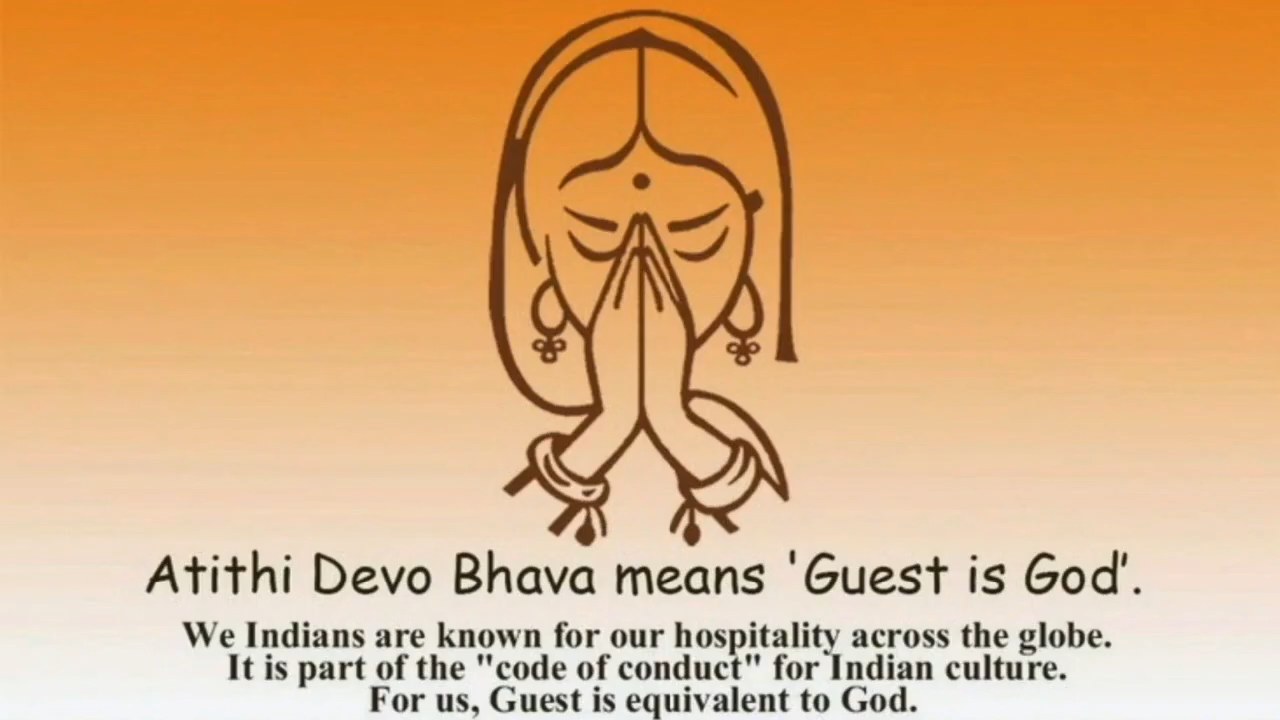 Atithi Devo Bhava means 'Guest is God'.
We Indians are known for our hospitality across the globe.
It is part of the "code of conduct" for Indian culture.
For us, Guest is equivalent to God.